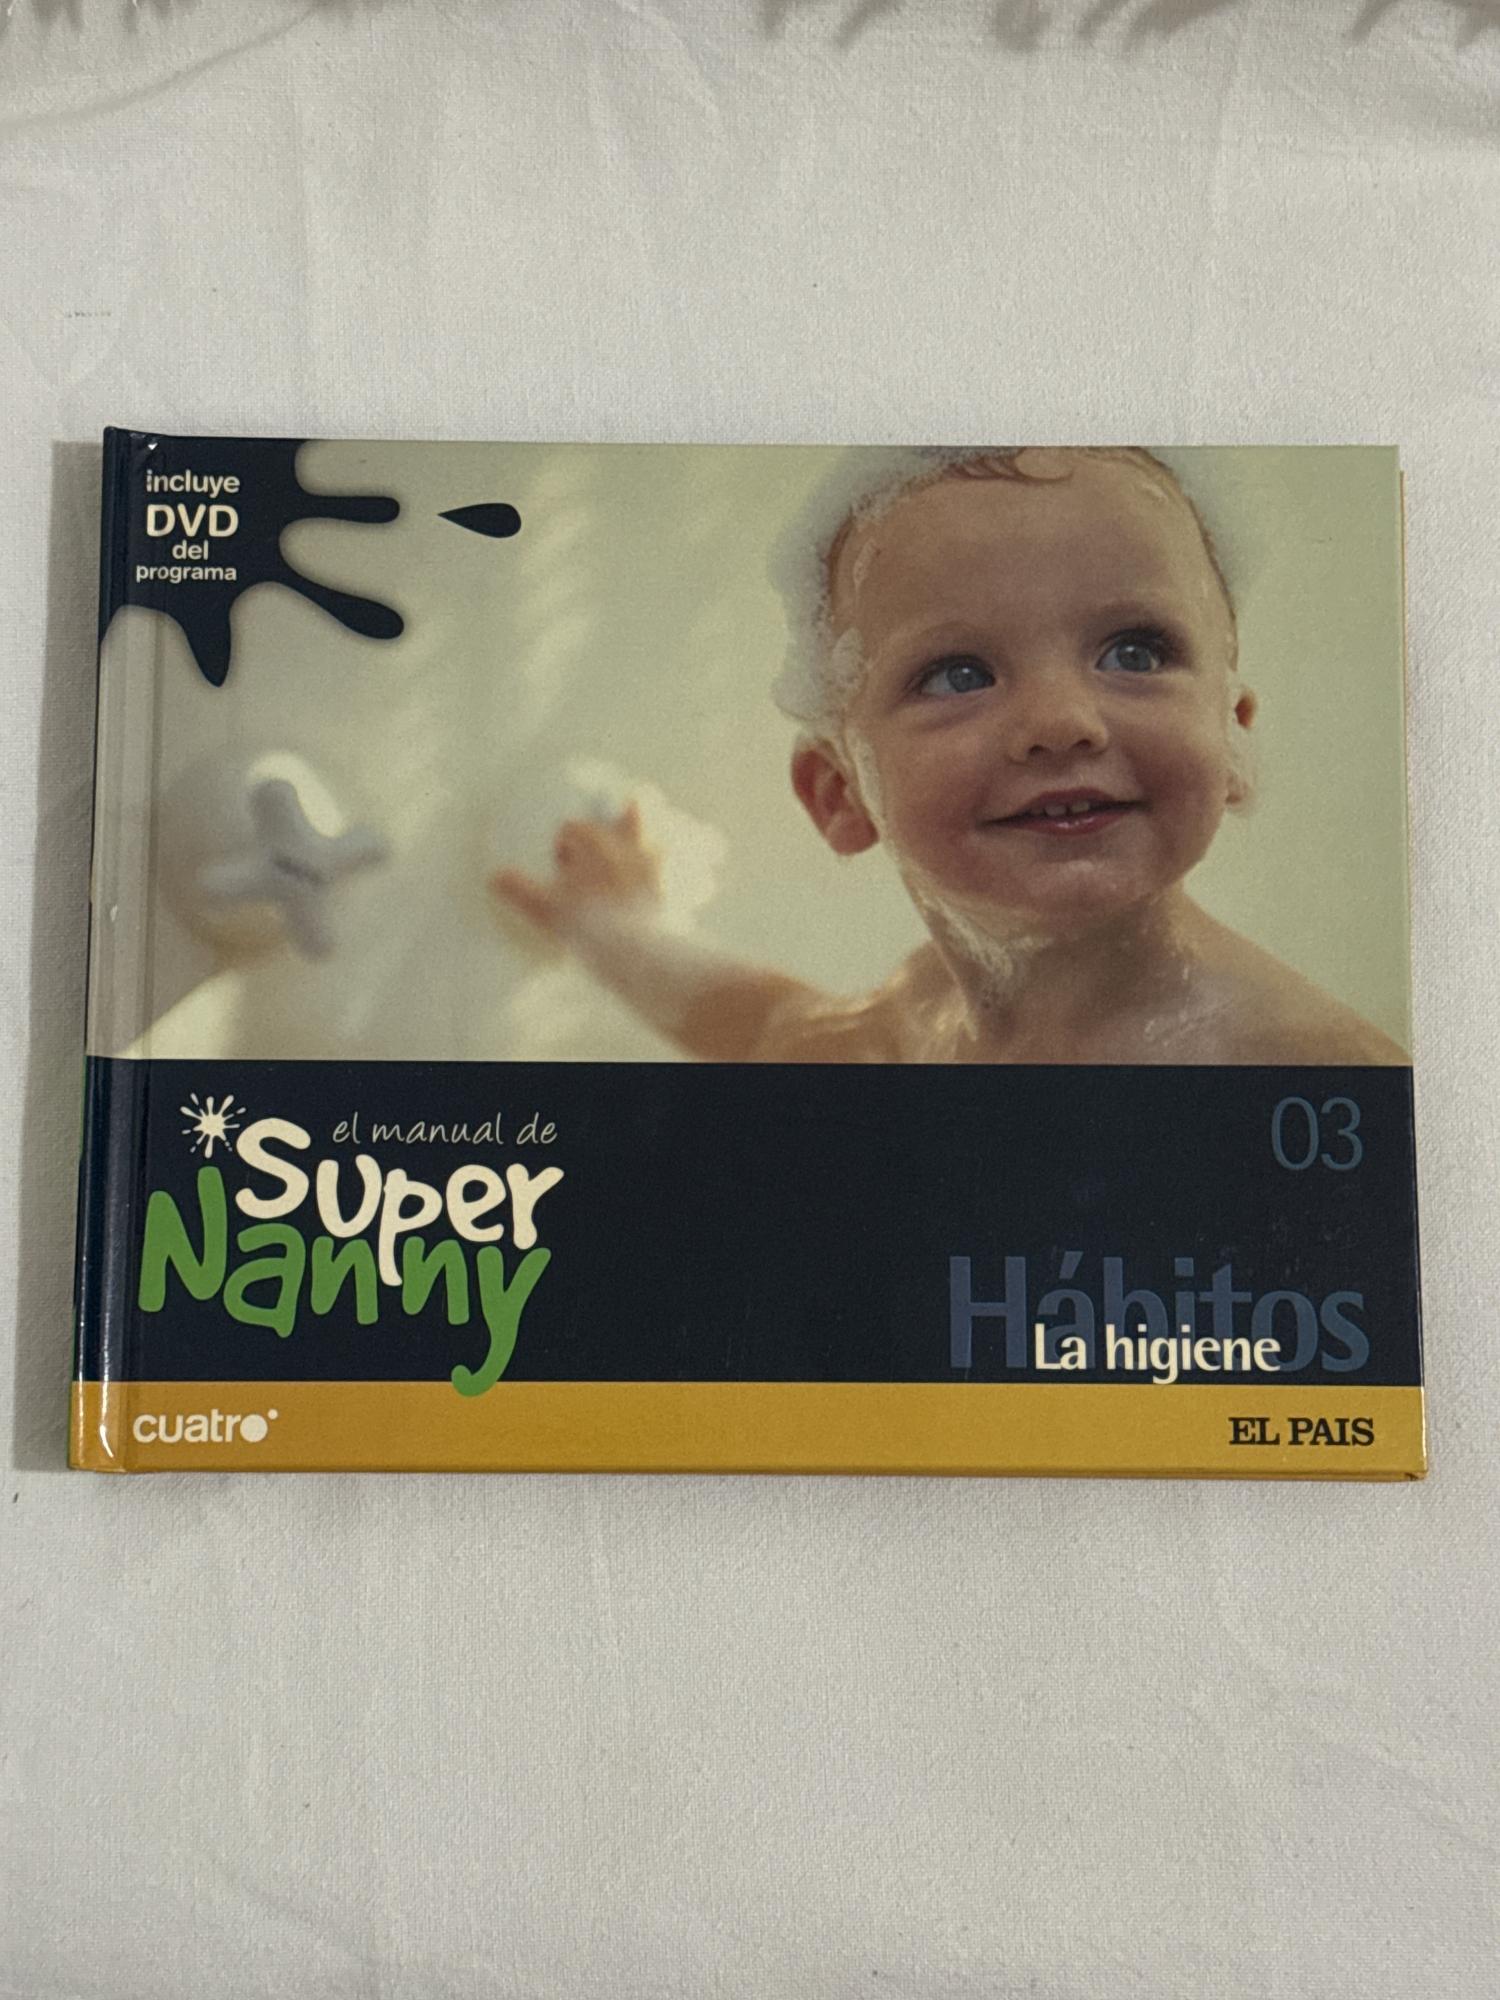 incluye
DVD
del
programa
el manual de
Super
Nanny
03
Hábitos
La higiene
cuatro
EL PAIS